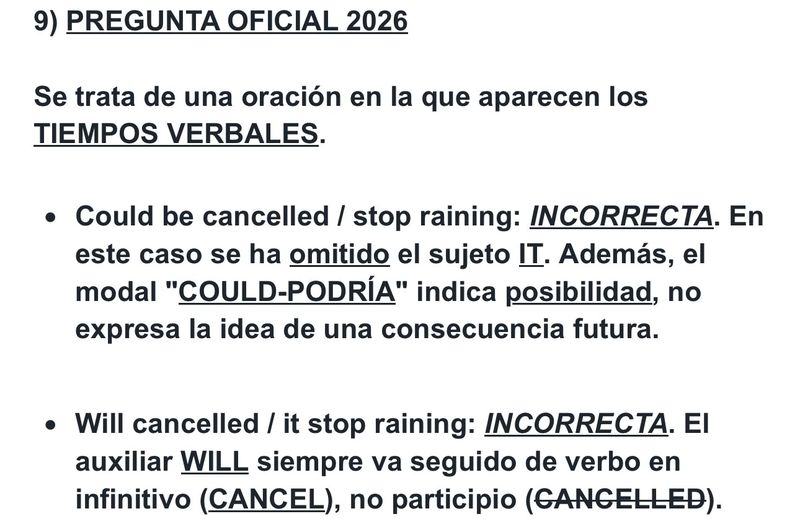 9) PREGUNTA OFICIAL 2026
Se trata de una oración en la que aparecen los
TIEMPOS VERBALES.
• Could be cancelled / stop raining: INCORRECTA. En
este caso se ha omitido el sujeto IT. Además, el
modal "COULD-PODRÍA" indica posibilidad, no
expresa la idea de una consecuencia futura.
• Will cancelled / it stop raining: INCORRECTA. El
auxiliar WILL siempre va seguido de verbo en
infinitivo (CANCEL), no participio (CANCELLED).